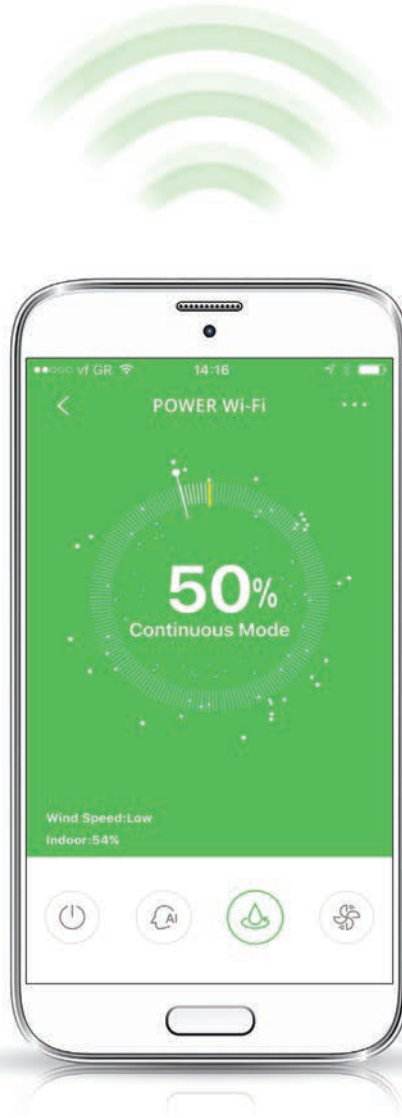 vf GR 14:16
POWER Wi-Fi
50%
Continuous Mode
Wind Speed:Low
Indoor:54%
AI